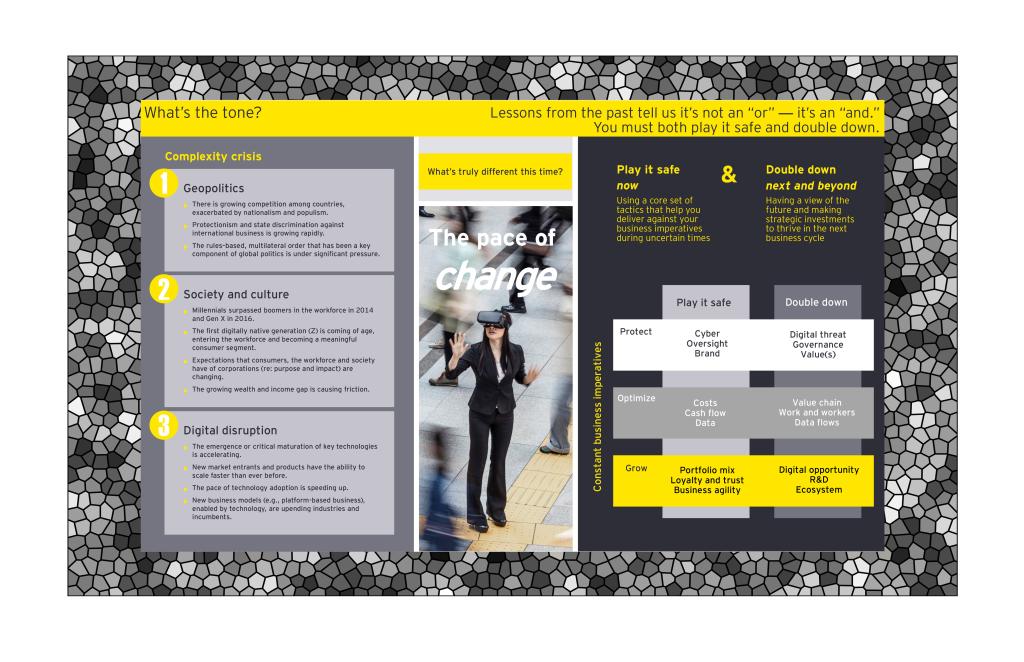 What's the tone?
Lessons from the past tell us it's not an “or” — it's an “and.”
You must both play it safe and double down.
Complexity crisis
1
Geopolitics
There is growing competition among countries,
exacerbated by nationalism and populism.
Protectionism and state discrimination against
international business is growing rapidly.
The rules-based, multilateral order that has been a key
component of global politics is under significant pressure.
2
Society and culture
Millennials surpassed boomers in the workforce in 2014
and Gen X in 2016.
The first digitally native generation (Z) is coming of age,
entering the workforce and becoming a meaningful
consumer segment.
Expectations that consumers, the workforce and society
have of corporations (re: purpose and impact) are
changing.
The growing wealth and income gap is causing friction.
3
Digital disruption
The emergence or critical maturation of key technologies
is accelerating.
New market entrants and products have the ability to
scale faster than ever before.
The pace of technology adoption is speeding up.
New business models (e.g., platform-based business),
enabled by technology, are upending industries and
incumbents.
What's truly different this time?
The pace of
change
Play it safe
now
Using a core set of
tactics that help you
deliver against your
business imperatives
during uncertain times
&
Double down
next and beyond
Having a view of the
future and making
strategic investments
to thrive in the next
business cycle
Constant business imperatives
Play it safe
Double down
Protect
Cyber
Oversight
Brand
Digital threat
Governance
Value(s)
Optimize
Costs
Cash flow
Data
Value chain
Work and workers
Data flows
Grow
Portfolio mix
Loyalty and trust
Business agility
Digital opportunity
R&D
Ecosystem